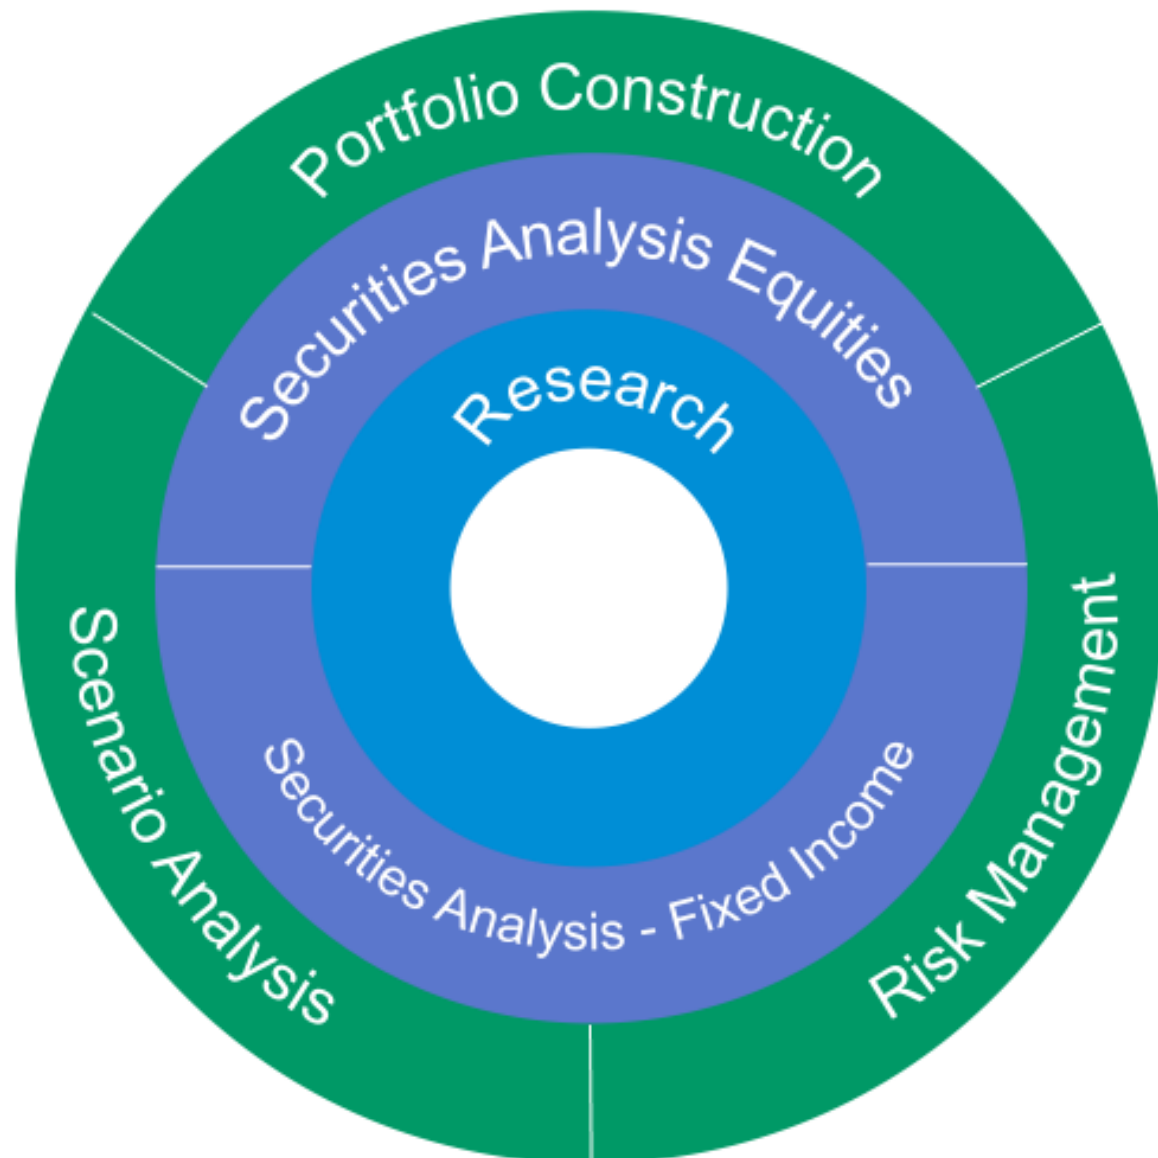 Portfolio Construction
Securities Analysis Equities
Research
Scenario Analysis
Securities Analysis - Fixed Income
Risk Management